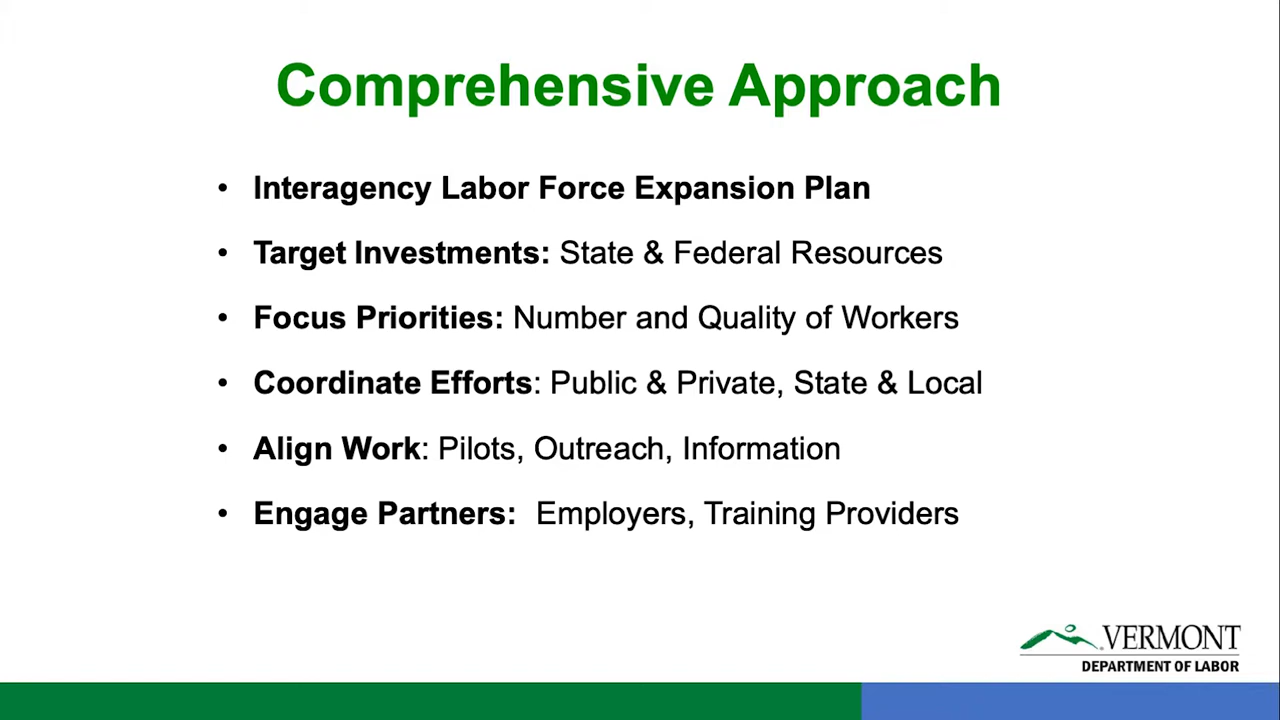 Comprehensive Approach
• Interagency Labor Force Expansion Plan
• Target Investments: State & Federal Resources
• Focus Priorities: Number and Quality of Workers
• Coordinate Efforts: Public & Private, State & Local
• Align Work: Pilots, Outreach, Information
• Engage Partners:  Employers, Training Providers
VERMONT
DEPARTMENT OF LABOR